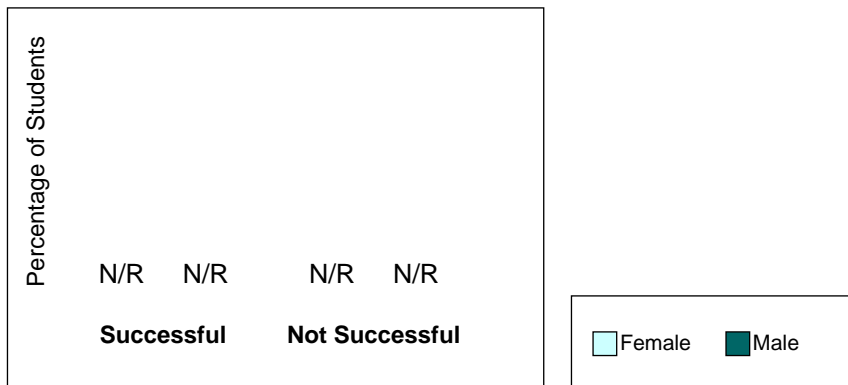 Percentage of Students
N/R N/R N/R N/R
Successful Not Successful
Female Male